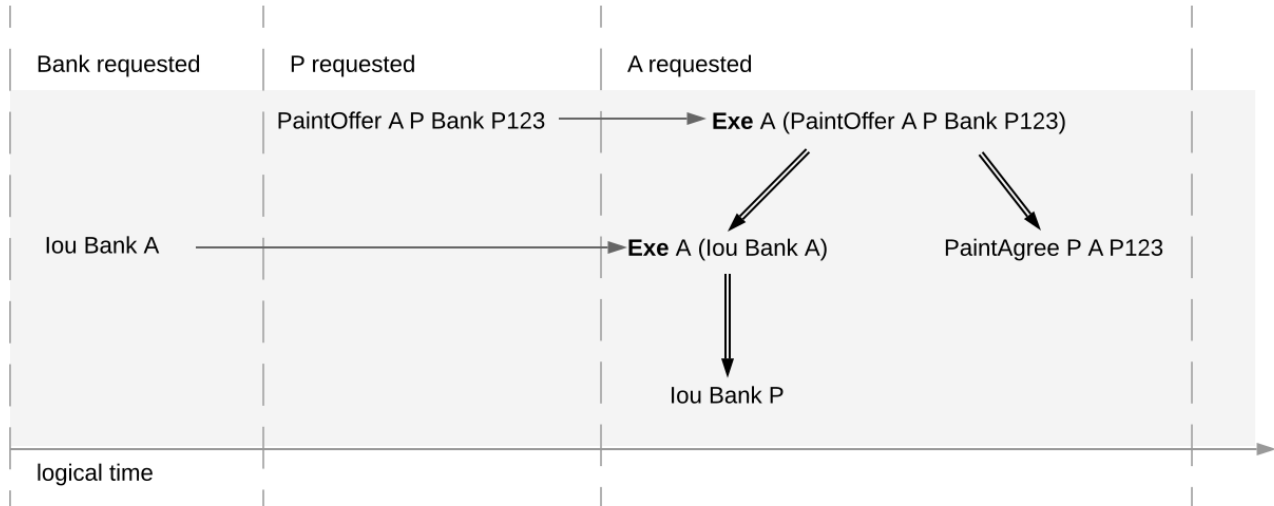 Bank requested
P requested
A requested
PaintOffer A P Bank P123
Exe A (PaintOffer A P Bank P123)
Iou Bank A
Exe A (Iou Bank A)
PaintAgree P A P123
Iou Bank P
logical time